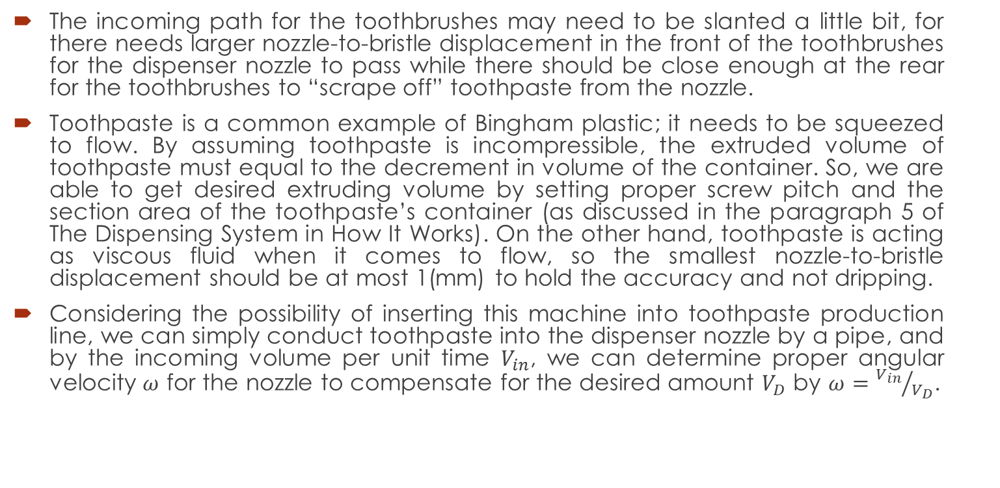 The incoming path for the toothbrushes may need to be slanted a little bit, for
there needs larger nozzle-to-bristle displacement in the front of the toothbrushes
for the dispenser nozzle to pass while there should be close enough at the rear
for the toothbrushes to “scrape off” toothpaste from the nozzle.
Toothpaste is a common example of Bingham plastic; it needs to be squeezed
to flow. By assuming toothpaste is incompressible, the extruded volume of
toothpaste must equal to the decrement in volume of the container. So, we are
able to get desired extruding volume by setting proper screw pitch and the
section area of the toothpaste’s container (as discussed in the paragraph 5 of
The Dispensing System in How It Works). On the other hand, toothpaste is acting
as viscous fluid when it comes to flow, so the smallest nozzle-to-bristle
displacement should be at most 1(mm) to hold the accuracy and not dripping.
Considering the possibility of inserting this machine into toothpaste production
line, we can simply conduct toothpaste into the dispenser nozzle by a pipe, and
by the incoming volume per unit time V_in, we can determine proper angular
velocity ω for the nozzle to compensate for the desired amount V_D by ω = V_in/V_D.